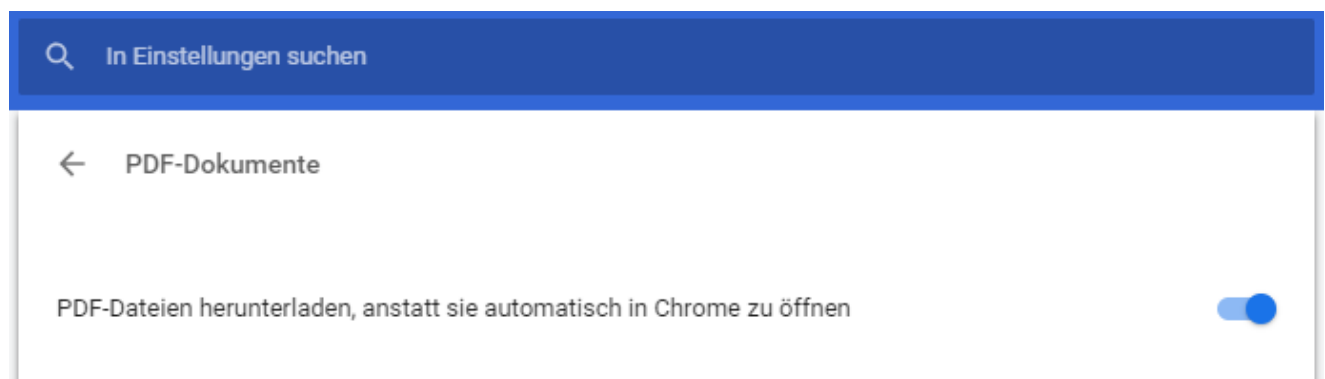 In Einstellungen suchen
PDF-Dokumente
PDF-Dateien herunterladen, anstatt sie automatisch in Chrome zu öffnen